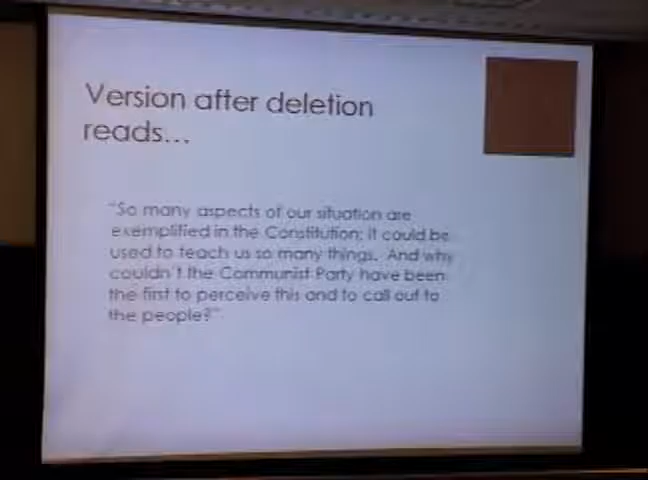 Version after deletion
reads...
"So many aspects of our situation are
exemplified in the Constitution; it could be
used to teach us so many things. And why
couldn't the Communist Party have been
the first to perceive this and to call out to
the people?"